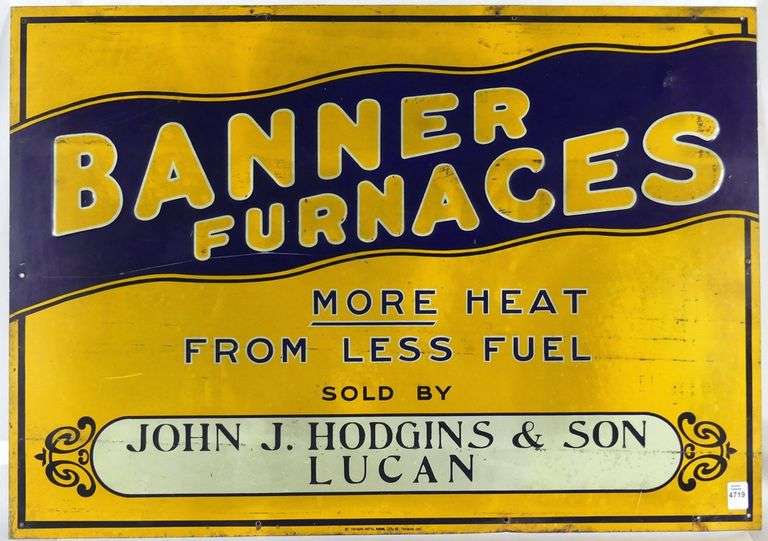 BANNER
FURNACES
MORE HEAT
FROM LESS FUEL
SOLD BY
JOHN J. HODGINS & SON
LUCAN
4719